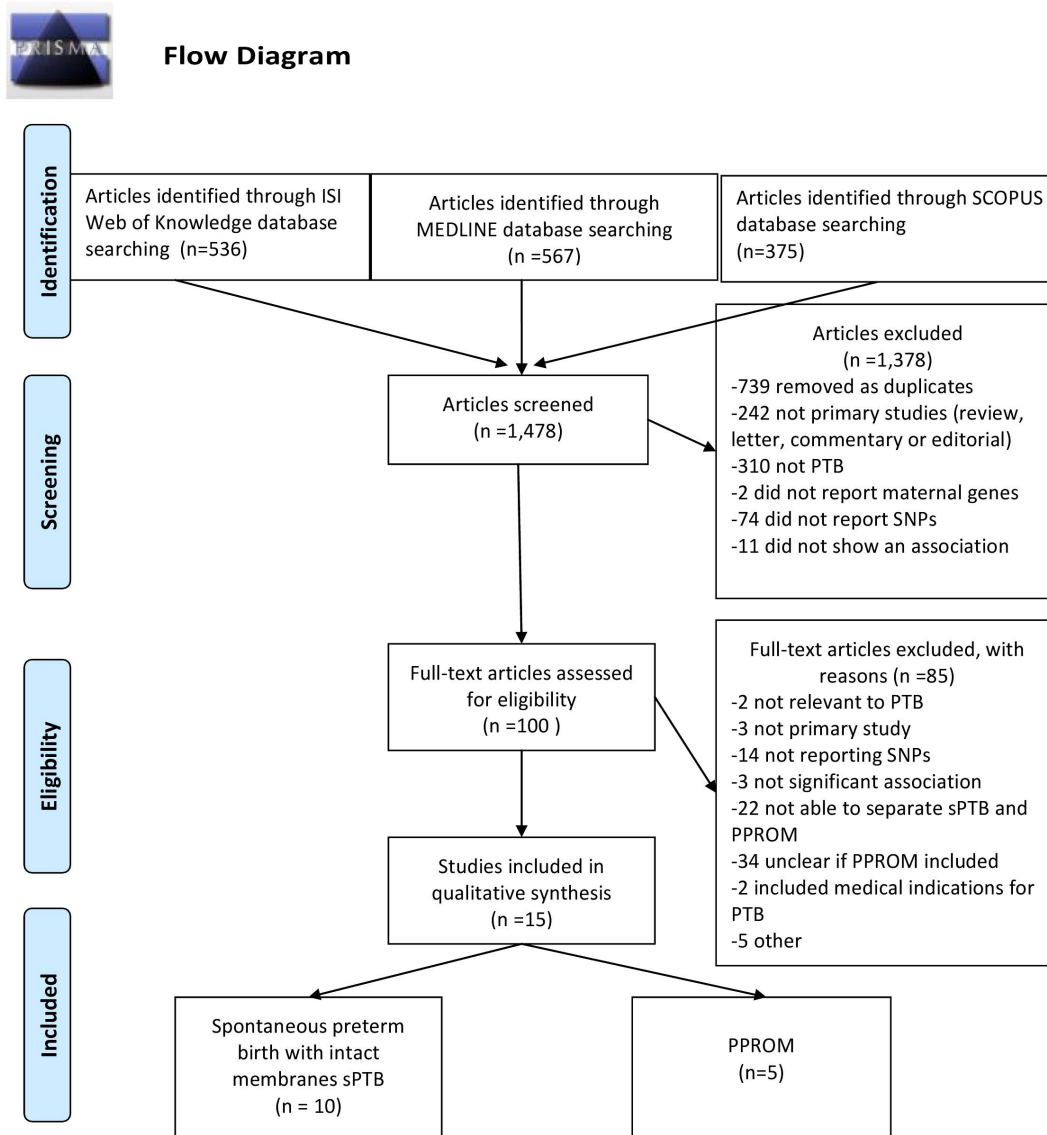 PRISMA
Flow Diagram
Identification
Articles identified through ISI
Web of Knowledge database
searching (n=536)
Articles identified through
MEDLINE database searching
(n =567)
Articles identified through SCOPUS
database searching
(n=375)
Screening
Articles screened
(n =1,478)
Articles excluded
(n =1,378)
-739 removed as duplicates
-242 not primary studies (review,
letter, commentary or editorial)
-310 not PTB
-2 did not report maternal genes
-74 did not report SNPs
-11 did not show an association
Eligibility
Full-text articles assessed
for eligibility
(n =100 )
Full-text articles excluded, with
reasons (n =85)
-2 not relevant to PTB
-3 not primary study
-14 not reporting SNPs
-3 not significant association
-22 not able to separate sPTB and
PPROM
-34 unclear if PPROM included
-2 included medical indications for
PTB
-5 other
Studies included in
qualitative synthesis
(n =15)
Included
Spontaneous preterm
birth with intact
membranes sPTB
(n = 10)
PPROM
(n=5)